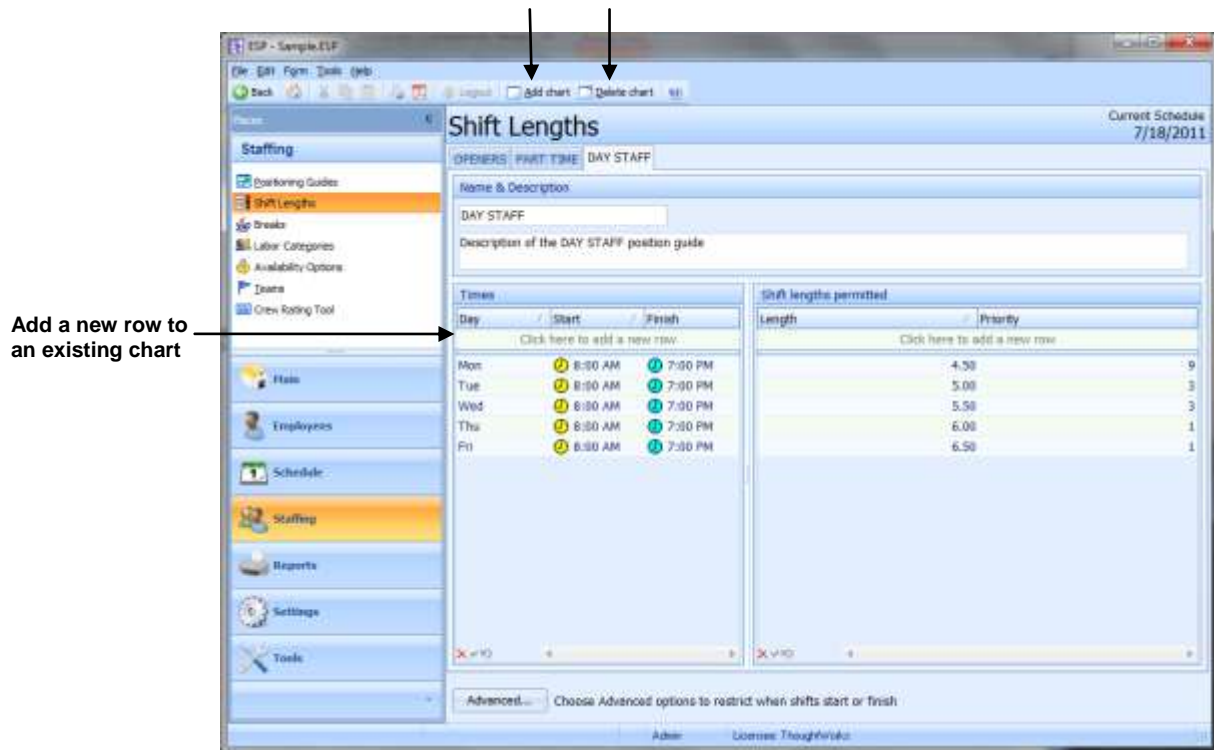 ESP - Sample.ESP
File Edit Form Tools Help
Back Logout Add chart Delete chart
Staffing
Positioning Guides
Shift Lengths
Breaks
Labor Categories
Availability Options
Teams
Crew Rating Tool
Main
Employees
Schedule
Staffing
Reports
Settings
Tools
Shift Lengths
Current Schedule
7/18/2011
OPENERS PART TIME DAY STAFF
Name & Description
DAY STAFF
Description of the DAY STAFF position guide
Times
Day Start Finish
Click here to add a new row
Mon 8:00 AM 7:00 PM
Tue 8:00 AM 7:00 PM
Wed 8:00 AM 7:00 PM
Thu 8:00 AM 7:00 PM
Fri 8:00 AM 7:00 PM
Shift lengths permitted
Length Priority
Click here to add a new row
4.50 9
5.00 3
5.50 3
6.00 1
6.50 1
Advanced... Choose Advanced options to restrict when shifts start or finish
Admin Licensee: ThoughtWorks
Add a new row to
an existing chart